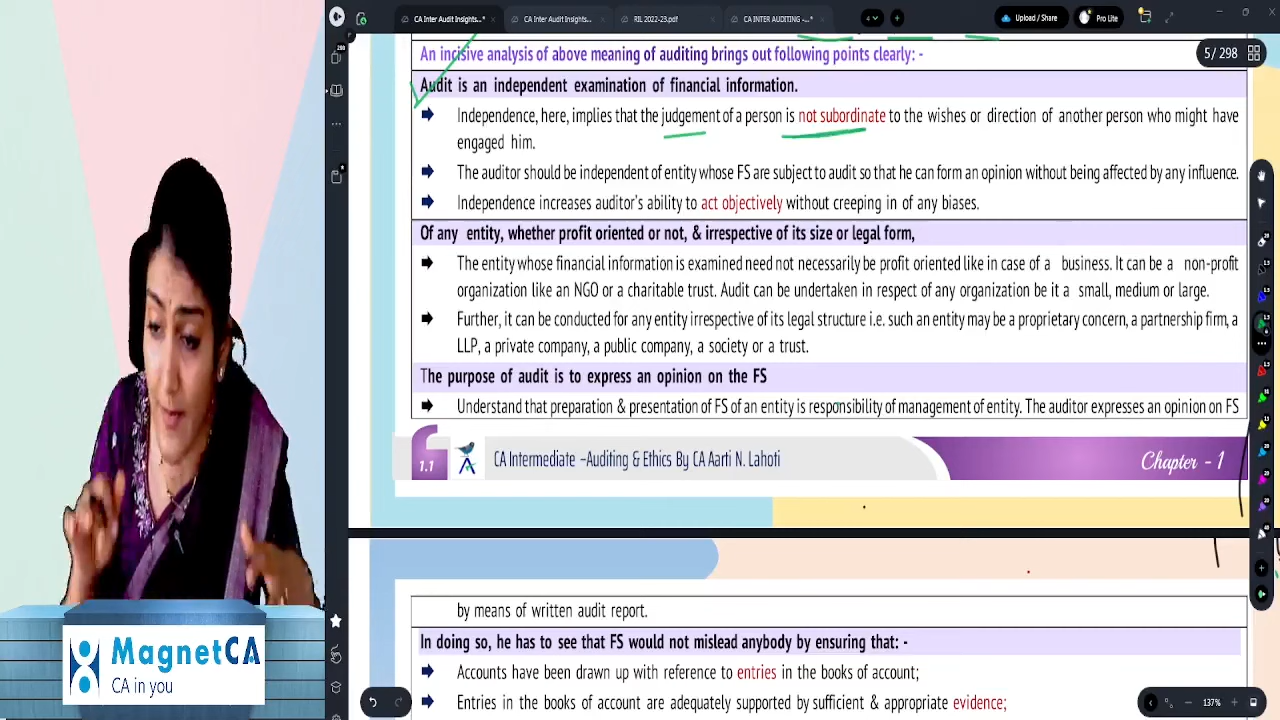 CA Inter Audit Insights...*
CA Inter Audit Insights...
RIL 2022-23.pdf
CA INTER AUDITING -...*
4
Upload / Share
Pro Lite
An incisive analysis of above meaning of auditing brings out following points clearly: -
5 / 298
Audit is an independent examination of financial information.
Independence, here, implies that the judgement of a person is not subordinate to the wishes or direction of another person who might have
engaged him.
The auditor should be independent of entity whose FS are subject to audit so that he can form an opinion without being affected by any influence.
Independence increases auditor's ability to act objectively without creeping in of any biases.
Of any entity, whether profit oriented or not, & irrespective of its size or legal form,
The entity whose financial information is examined need not necessarily be profit oriented like in case of a business. It can be a non-profit
organization like an NGO or a charitable trust. Audit can be undertaken in respect of any organization be it a small, medium or large.
Further, it can be conducted for any entity irrespective of its legal structure i.e. such an entity may be a proprietary concern, a partnership firm, a
LLP, a private company, a public company, a society or a trust.
The purpose of audit is to express an opinion on the FS
Understand that preparation & presentation of FS of an entity is responsibility of management of entity. The auditor expresses an opinion on FS
1.1
CA Intermediate –Auditing & Ethics By CA Aarti N. Lahoti
Chapter - 1
by means of written audit report.
In doing so, he has to see that FS would not mislead anybody by ensuring that: -
Accounts have been drawn up with reference to entries in the books of account;
Entries in the books of account are adequately supported by sufficient & appropriate evidence;
MagnetCA
CA in you
137%